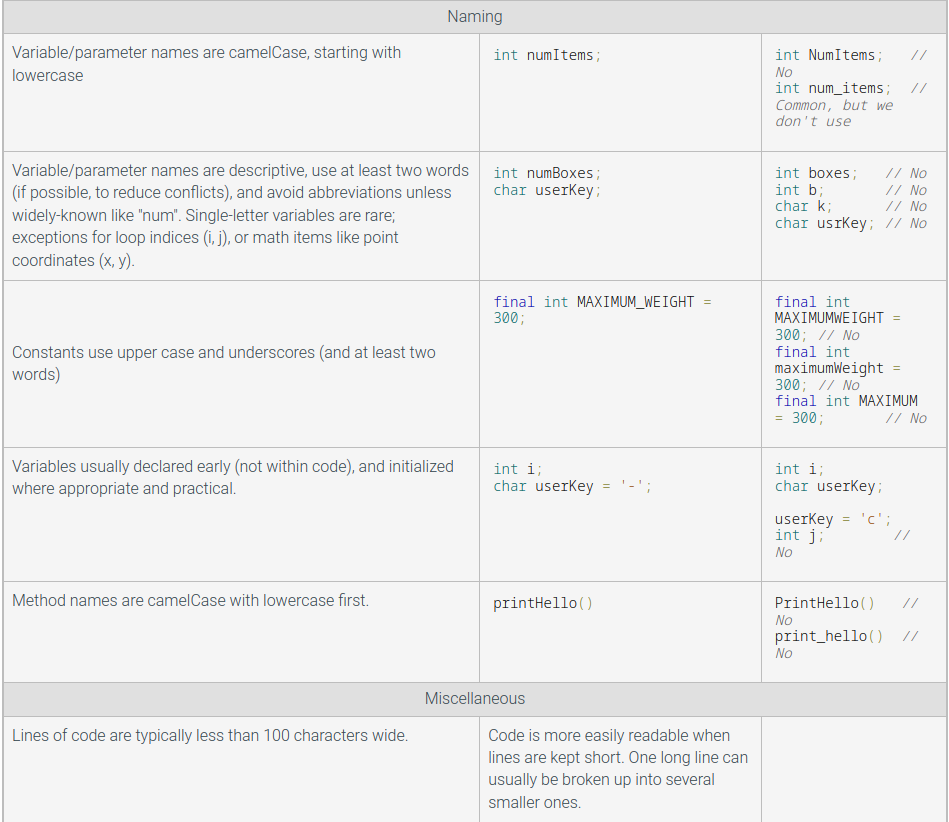 Naming
Variable/parameter names are camelCase, starting with
lowercase
int numItems;
int NumItems;   //
No
int num_items;  //
Common, but we
don't use
Variable/parameter names are descriptive, use at least two words
(if possible, to reduce conflicts), and avoid abbreviations unless
widely-known like "num". Single-letter variables are rare;
exceptions for loop indices (i, j), or math items like point
coordinates (x, y).
int numBoxes;
char userKey;
int boxes;   // No
int b;       // No
char k;      // No
char usrKey; // No
Constants use upper case and underscores (and at least two
words)
final int MAXIMUM_WEIGHT =
300;
final int
MAXIMUMWEIGHT =
300; // No
final int
maximumWeight =
300; // No
final int MAXIMUM
= 300;       // No
Variables usually declared early (not within code), and initialized
where appropriate and practical.
int i;
char userKey = '-';
int i;
char userKey;
userKey = 'c';
int j;        //
No
Method names are camelCase with lowercase first.
printHello()
PrintHello()   //
No
print_hello()  //
No
Miscellaneous
Lines of code are typically less than 100 characters wide.
Code is more easily readable when
lines are kept short. One long line can
usually be broken up into several
smaller ones.